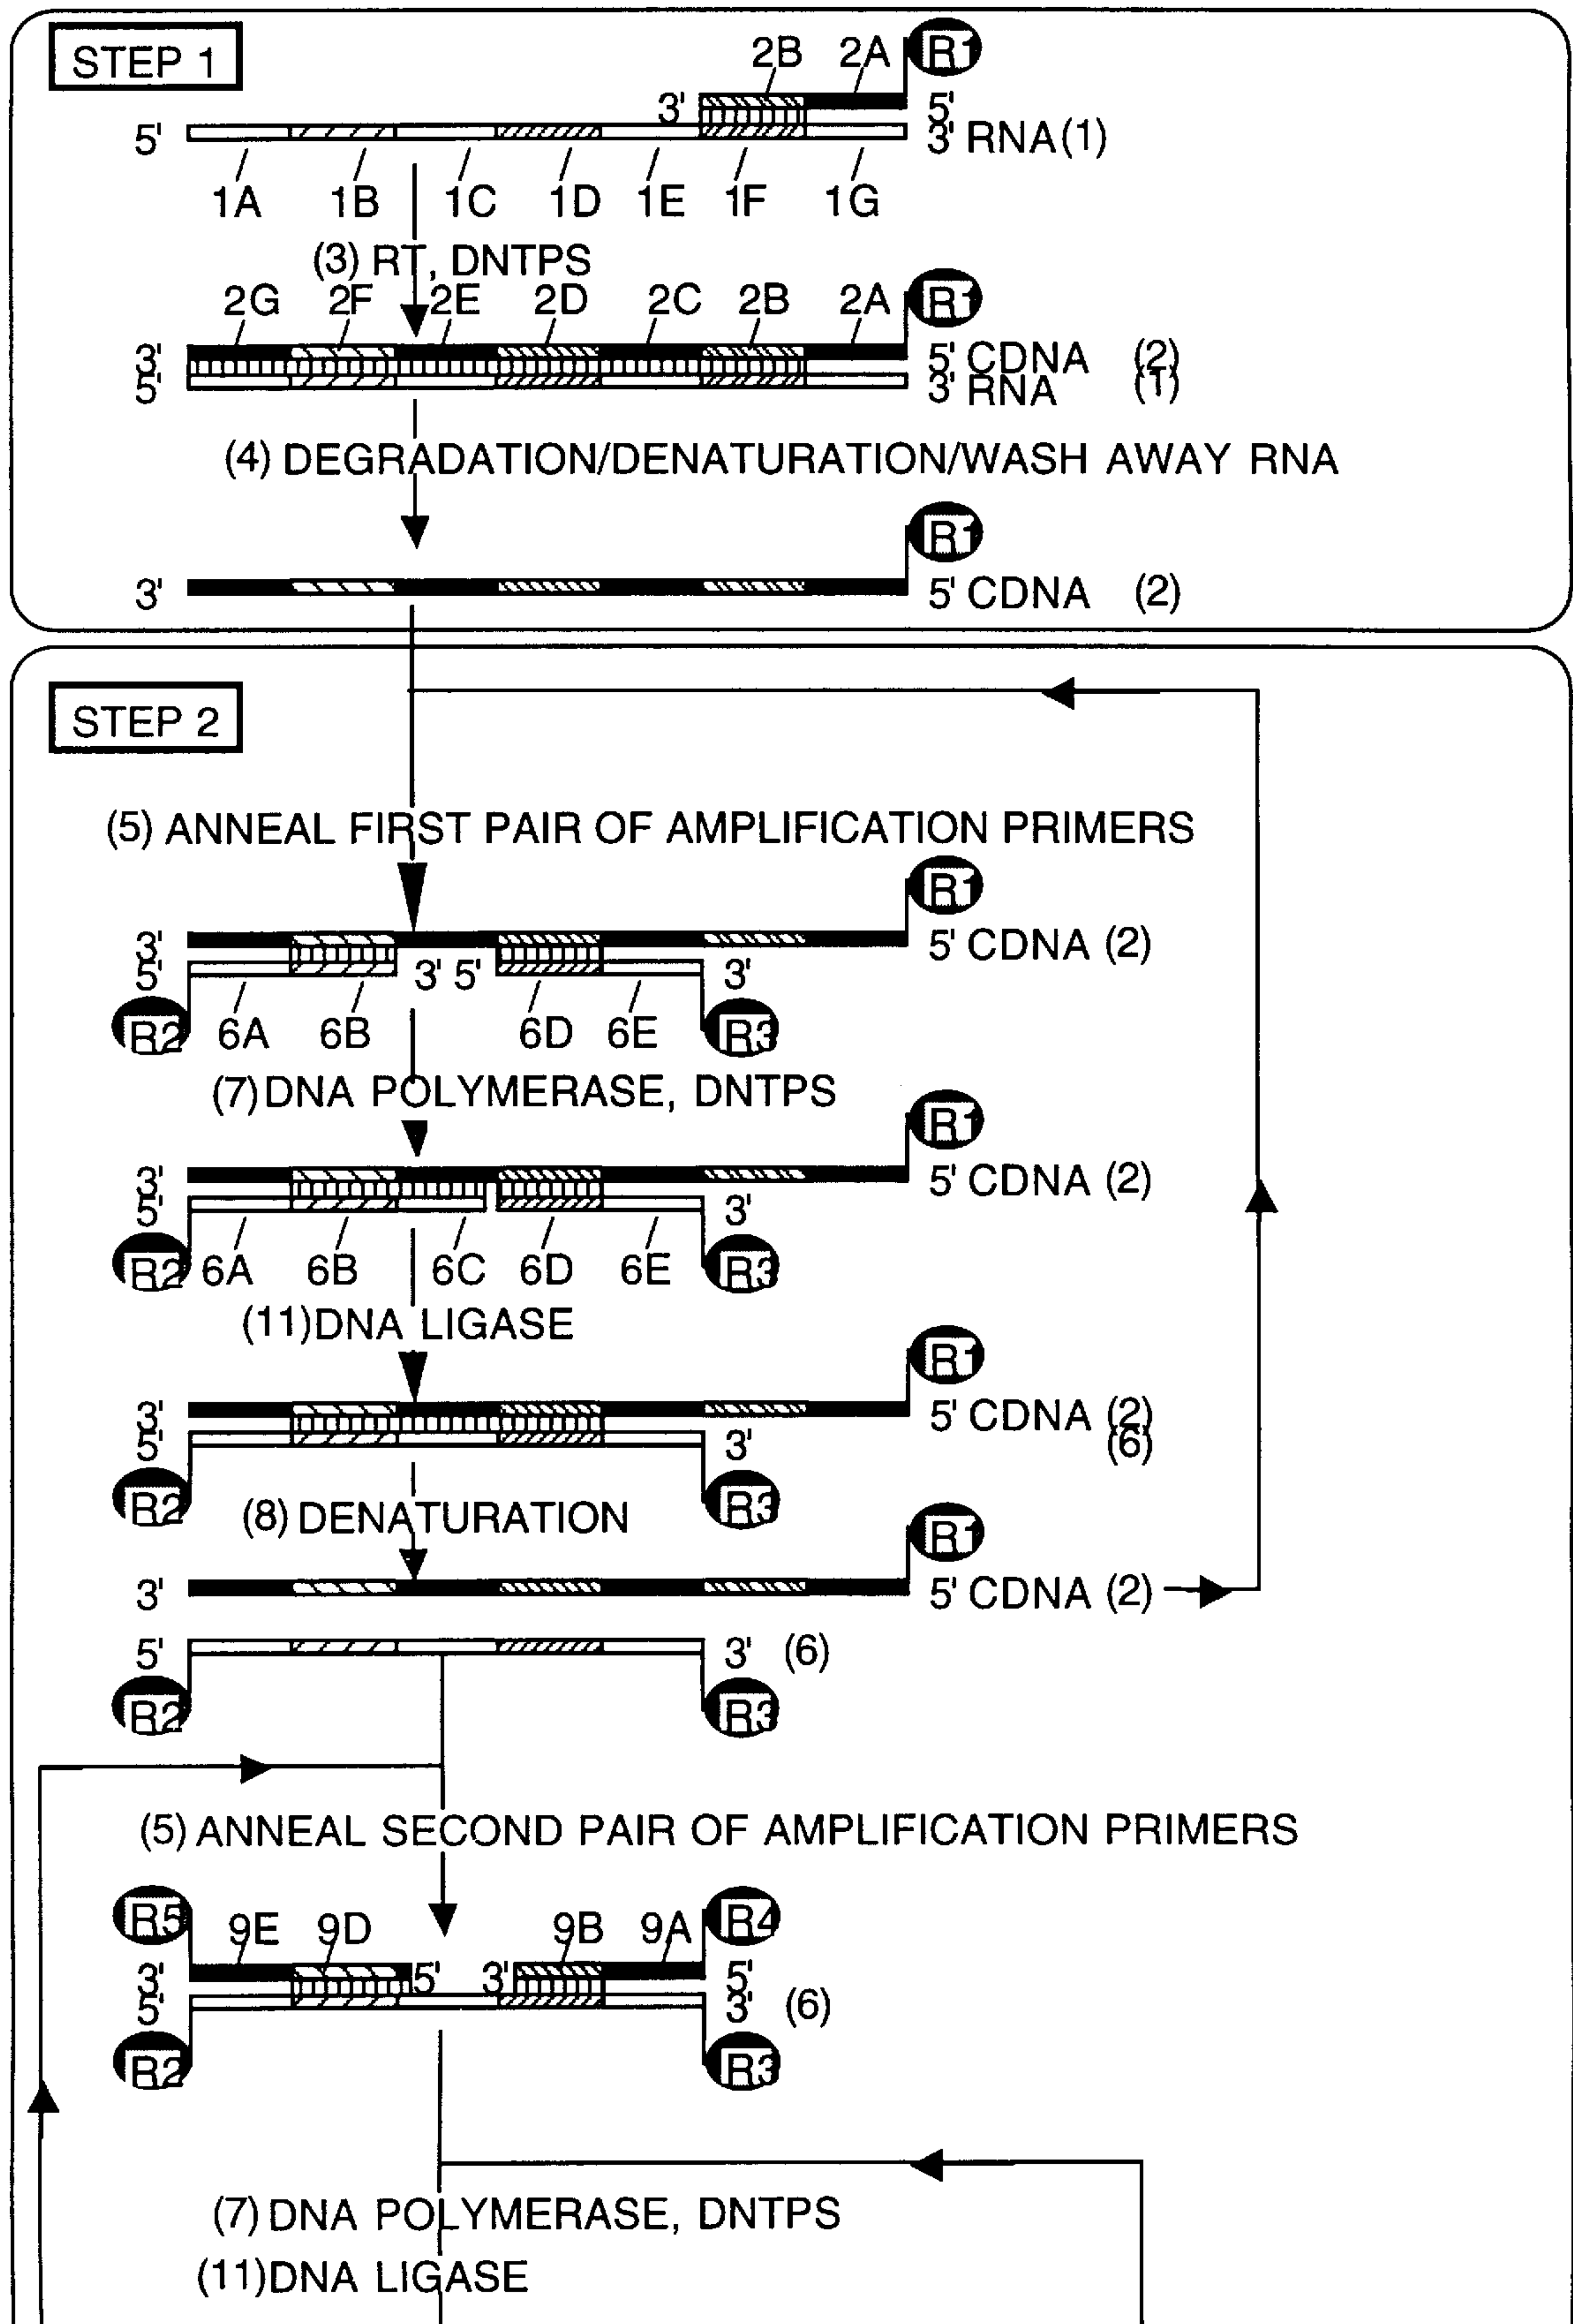 STEP 1
2B 2A R1
3' 5'
5' 3' RNA (1)
1A 1B 1C 1D 1E 1F 1G
(3) RT, DNTPS
2G 2F 2E 2D 2C 2B 2A R1
3' 5' CDNA (2)
5' 3' RNA (1)
(4) DEGRADATION/DENATURATION/WASH AWAY RNA
R1
3' 5' CDNA (2)
STEP 2
(5) ANNEAL FIRST PAIR OF AMPLIFICATION PRIMERS
R1
3' 5' CDNA (2)
5' 3' 5' 3'
R2 6A 6B 6D 6E R3
(7) DNA POLYMERASE, DNTPS
R1
3' 5' CDNA (2)
5' 3'
R2 6A 6B 6C 6D 6E R3
(11) DNA LIGASE
R1
3' 5' CDNA (2)
5' 3' (6)
R2 R3
(8) DENATURATION
R1
3' 5' CDNA (2)
5' 3' (6)
R2 R3
(5) ANNEAL SECOND PAIR OF AMPLIFICATION PRIMERS
R5 9E 9D 9B 9A R4
3' 5' 3' 5'
5' 3' (6)
R2 R3
(7) DNA POLYMERASE, DNTPS
(11) DNA LIGASE